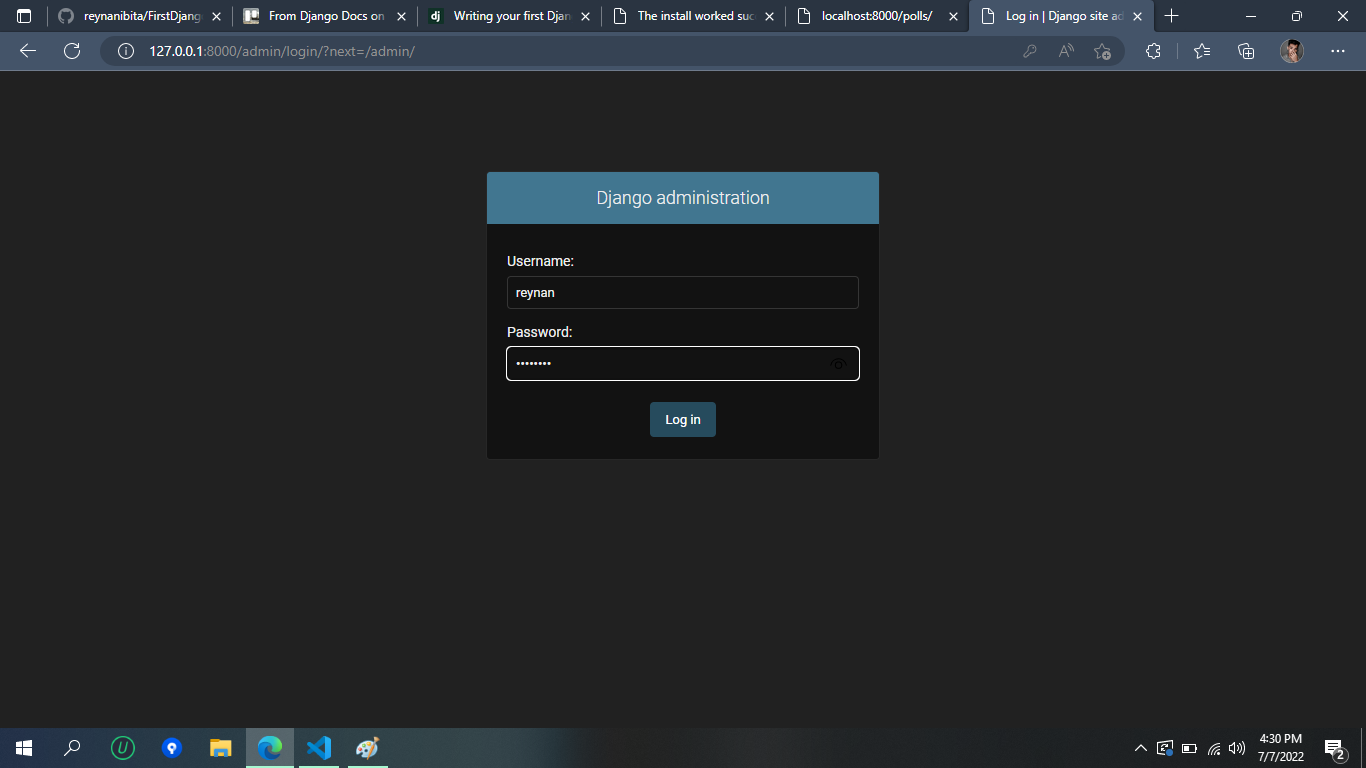 reynanibita/FirstDjang
From Django Docs on
dj
Writing your first Djan
The install worked suc
localhost:8000/polls/
Log in | Django site ad
127.0.0.1:8000/admin/login/?next=/admin/
Django administration
Username:
reynan
Password:
••••••••
Log in
4:30 PM
7/7/2022
2